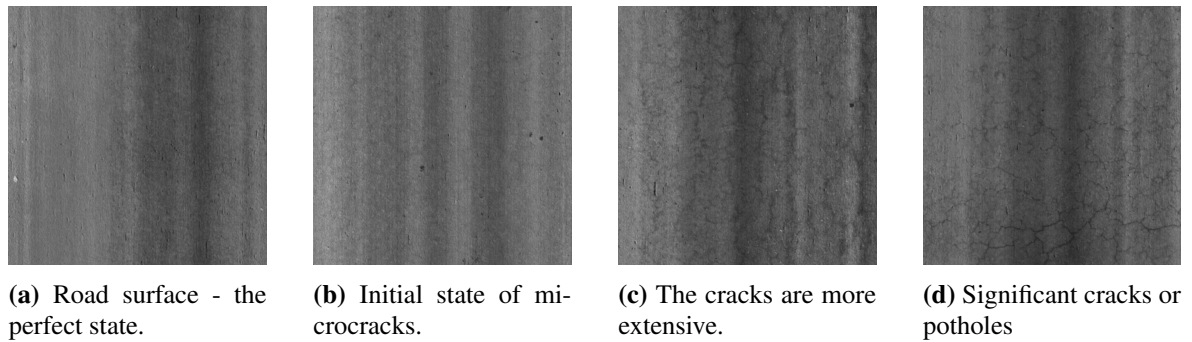 (a) Road surface - the
perfect state.
(b) Initial state of mi-
crocracks.
(c) The cracks are more
extensive.
(d) Significant cracks or
potholes